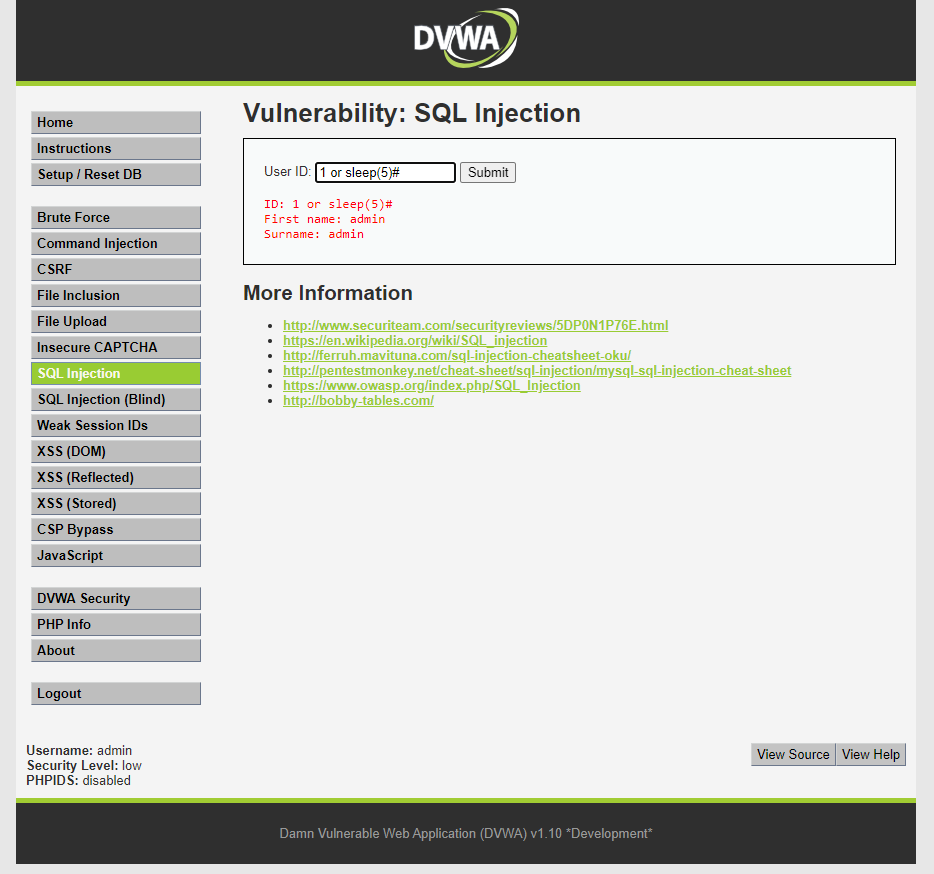 DVWA
Vulnerability: SQL Injection
Home
Instructions
Setup / Reset DB
Brute Force
Command Injection
CSRF
File Inclusion
File Upload
Insecure CAPTCHA
SQL Injection
SQL Injection (Blind)
Weak Session IDs
XSS (DOM)
XSS (Reflected)
XSS (Stored)
CSP Bypass
JavaScript
DVWA Security
PHP Info
About
Logout
User ID: 1 or sleep(5)# Submit
ID: 1 or sleep(5)#
First name: admin
Surname: admin
More Information
http://www.securiteam.com/securityreviews/5DP0N1P76E.html
https://en.wikipedia.org/wiki/SQL_injection
http://ferruh.mavituna.com/sql-injection-cheatsheet-oku/
http://pentestmonkey.net/cheat-sheet/sql-injection/mysql-sql-injection-cheat-sheet
https://www.owasp.org/index.php/SQL_Injection
http://bobby-tables.com/
Username: admin
Security Level: low
PHPIDS: disabled
View Source View Help
Damn Vulnerable Web Application (DVWA) v1.10 *Development*